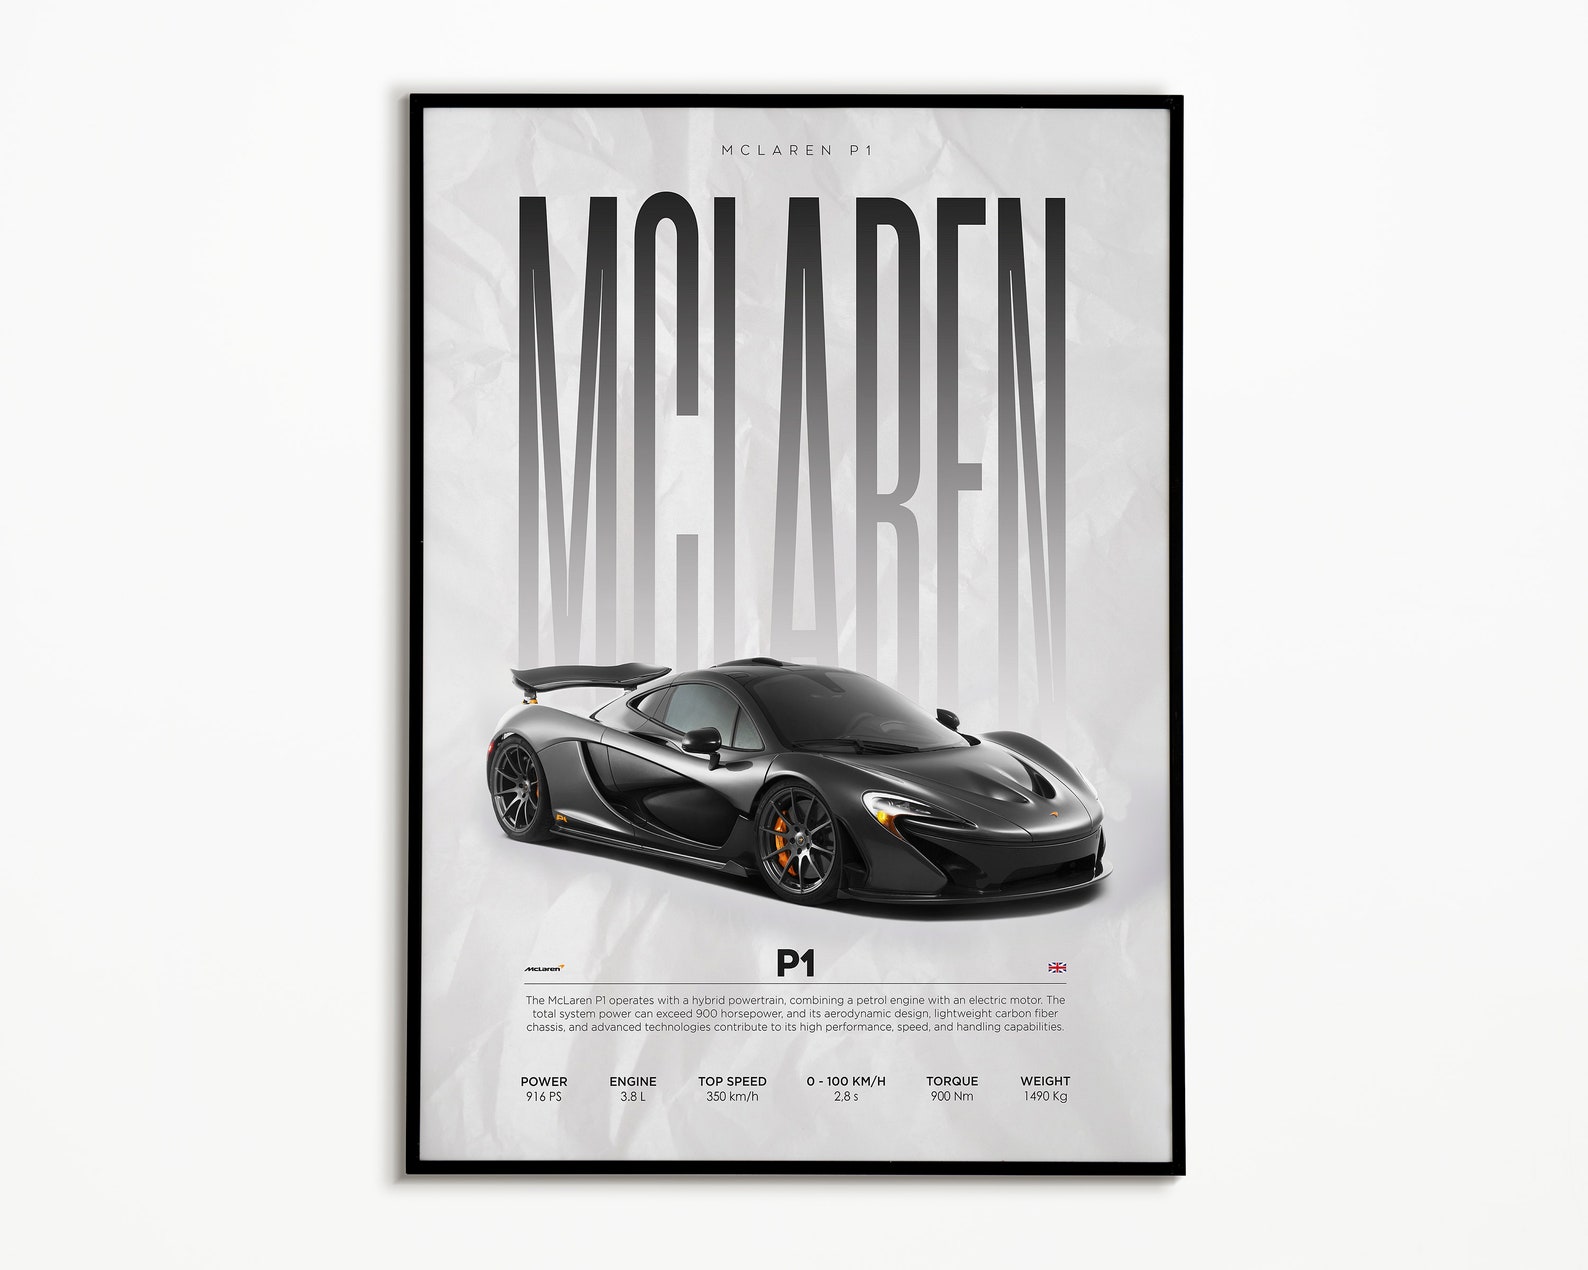 MCLAREN P1
MCLAREN
P1
McLaren
P1
The McLaren P1 operates with a hybrid powertrain, combining a petrol engine with an electric motor. The
total system power can exceed 900 horsepower, and its aerodynamic design, lightweight carbon fiber
chassis, and advanced technologies contribute to its high performance, speed, and handling capabilities.
POWER ENGINE TOP SPEED 0 - 100 KM/H TORQUE WEIGHT
916 PS 3.8 L 350 km/h 2,8 s 900 Nm 1490 Kg